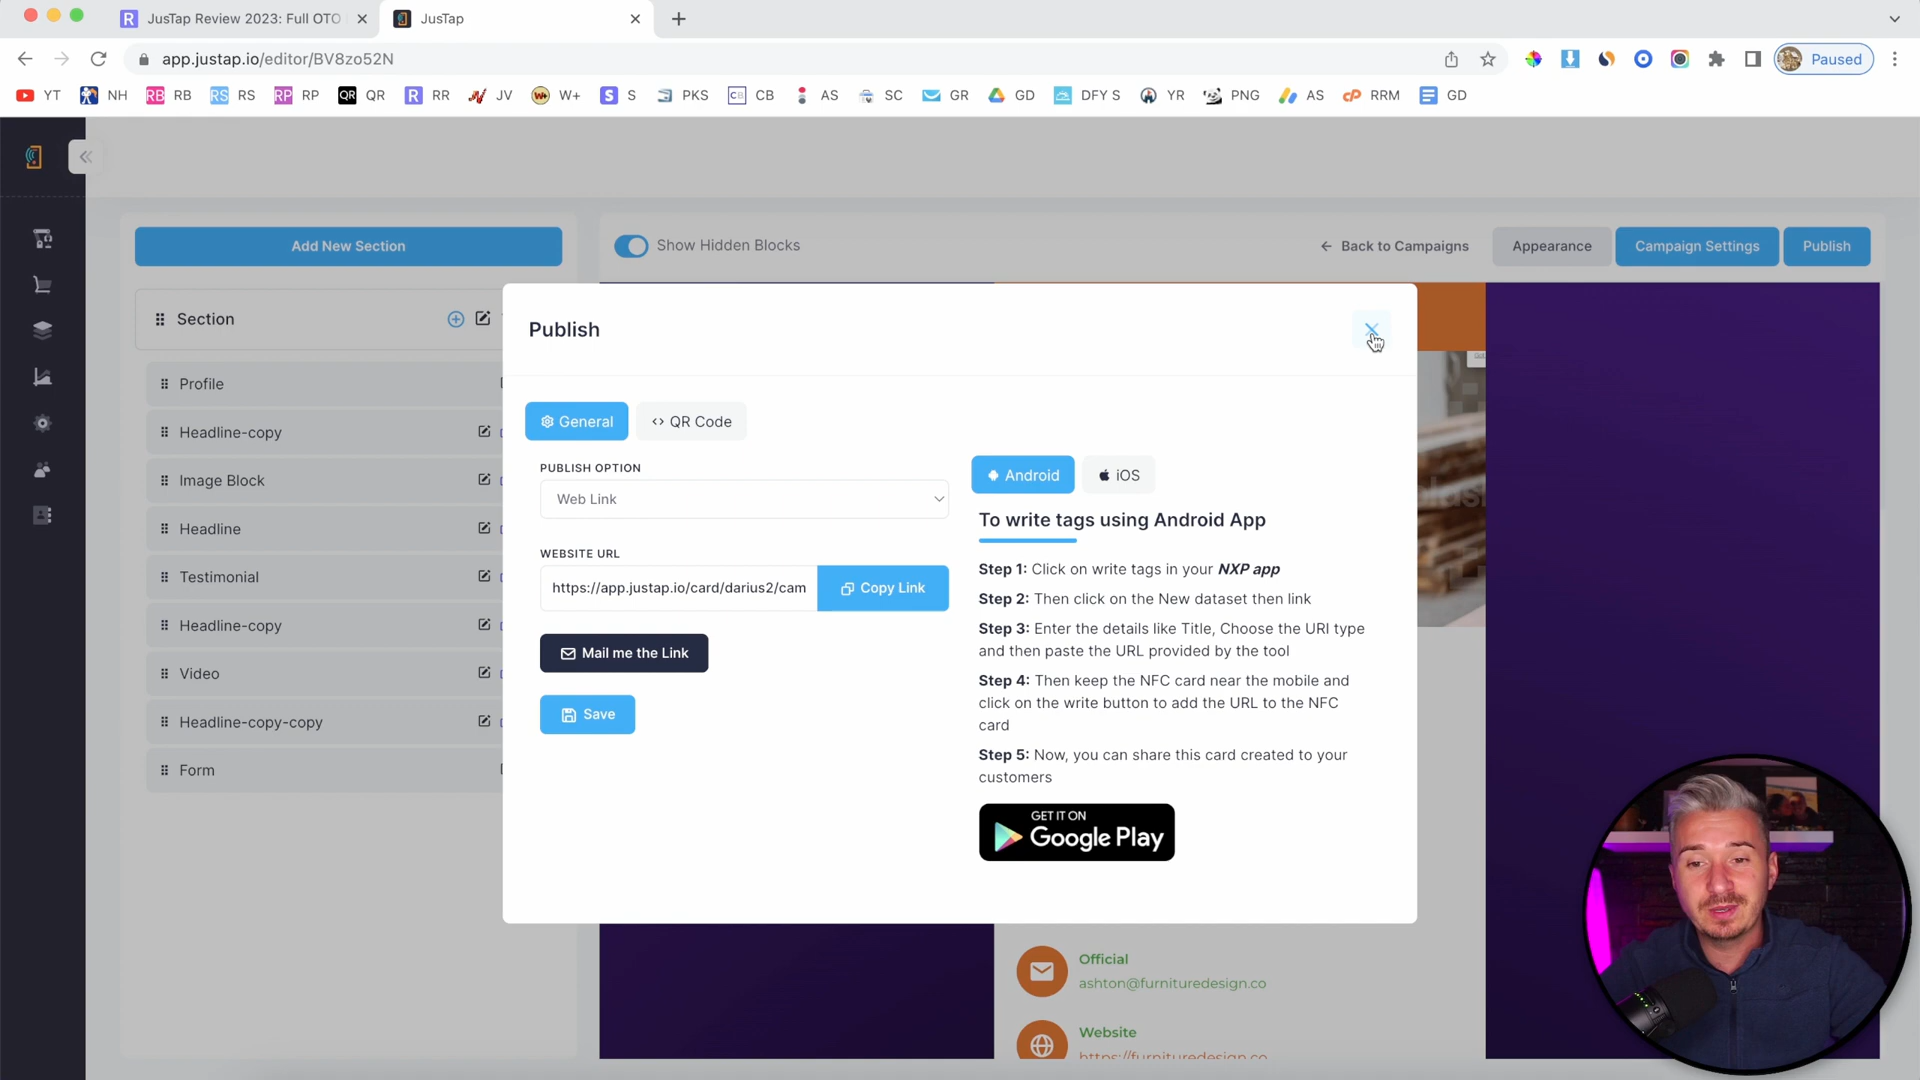 JusTap Review 2023: Full OTO
JusTap
app.justap.io/editor/BV8zo52N
Paused
YT
NH
RB RB
RS RS
RP RP
QR QR
R RR
JV
W+
S S
PKS
CB CB
AS
SC
GR
GD
DFY S
YR
PNG
AS
RRM
GD
Add New Section
Show Hidden Blocks
Back to Campaigns
Appearance
Campaign Settings
Publish
Section
Profile
Headline-copy
Image Block
Headline
Testimonial
Headline-copy
Video
Headline-copy-copy
Form
Publish
General
QR Code
PUBLISH OPTION
Web Link
WEBSITE URL
https://app.justap.io/card/darius2/cam
Copy Link
Mail me the Link
Save
Android
iOS
To write tags using Android App
Step 1: Click on write tags in your NXP app
Step 2: Then click on the New dataset then link
Step 3: Enter the details like Title, Choose the URI type
and then paste the URL provided by the tool
Step 4: Then keep the NFC card near the mobile and
click on the write button to add the URL to the NFC
card
Step 5: Now, you can share this card created to your
customers
GET IT ON
Google Play
Official
ashton@furnituredesign.co
Website
https://furnituredesign.co